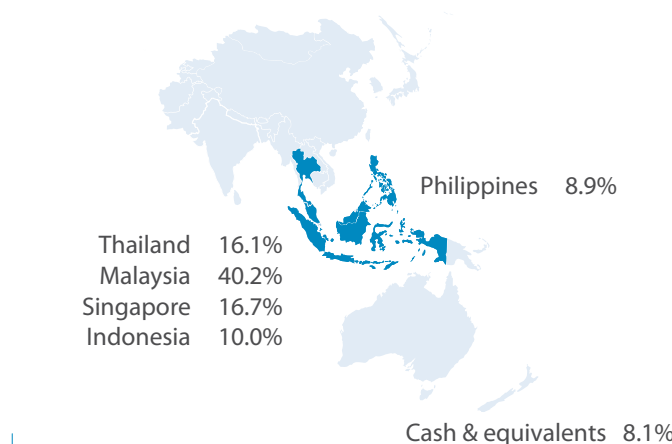 Philippines 8.9%
Thailand 16.1%
Malaysia 40.2%
Singapore 16.7%
Indonesia 10.0%
Cash & equivalents 8.1%